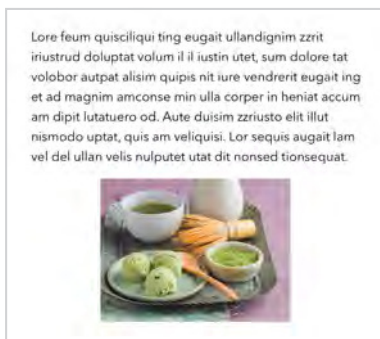 Lore feum quisciliqui ting eugait ullandignim zzrit
iriustrud doluptat volum il il iustin utet, sum dolore tat
volobor autpat alisim quipis nit iure vendrerit eugait ing
et ad magnim amconse min ulla corper in heniat accum
am dipit lutatuero od. Aute duisim zzriusto elit illut
nismodo uptat, quis am veliquisi. Lor sequis augait lam
vel del ullan velis nulputet utat dit nonsed tionsequat.